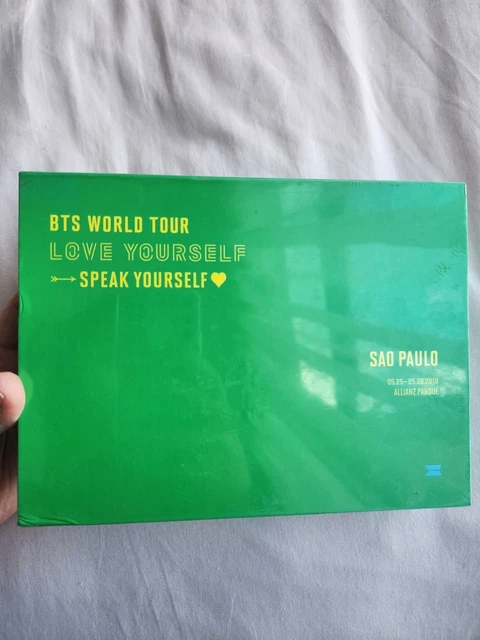 BTS WORLD TOUR
LOVE YOURSELF
SPEAK YOURSELF
SAO PAULO
05.25–05.26.2019
ALLIANZ PARQUE